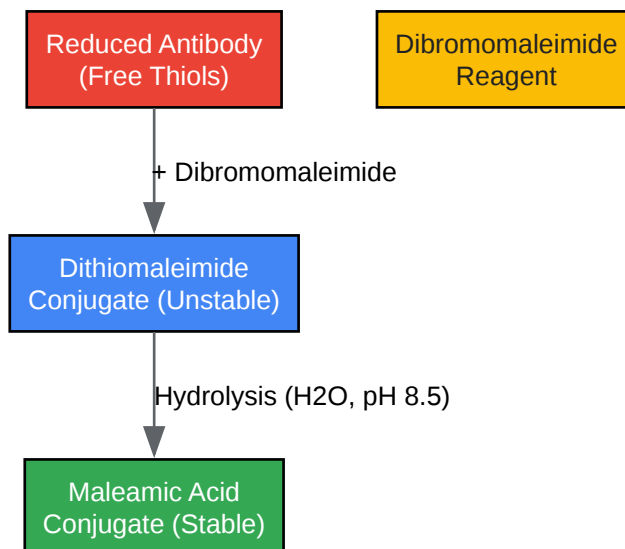 Reduced Antibody
(Free Thiols)
Dibromomaleimide
Reagent
+ Dibromomaleimide
Dithiomaleimide
Conjugate (Unstable)
Hydrolysis (H2O, pH 8.5)
Maleamic Acid
Conjugate (Stable)